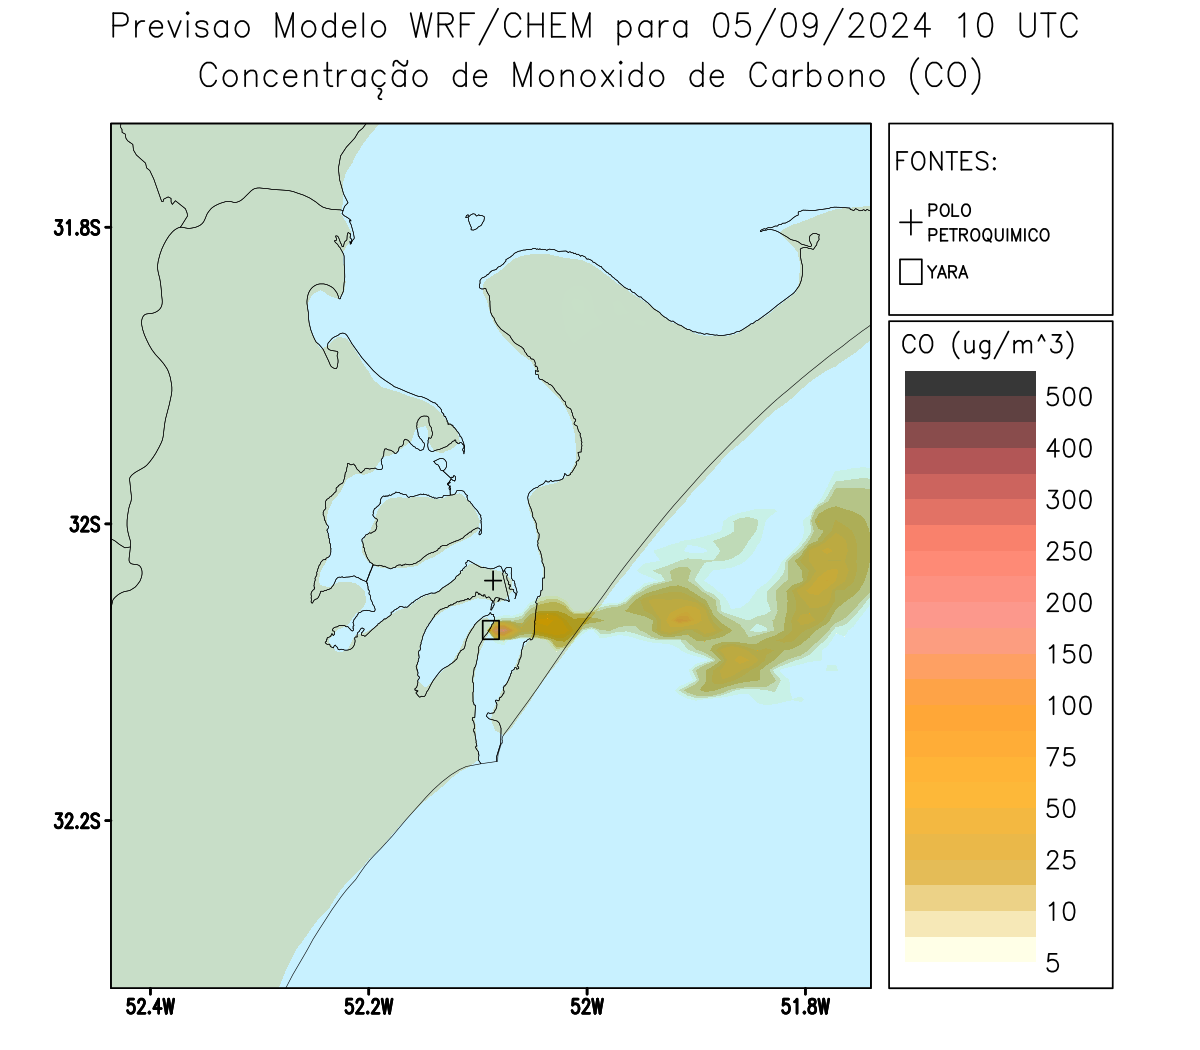 Previsao Modelo WRF/CHEM para 05/09/2024 10 UTC
Concentração de Monoxido de Carbono (CO)
FONTES:
POLO
PETROQUIMICO
YARA
CO (ug/m^3)
500
400
300
250
200
150
100
75
50
25
10
5
31.8S
32S
32.2S
52.4W
52.2W
52W
51.8W